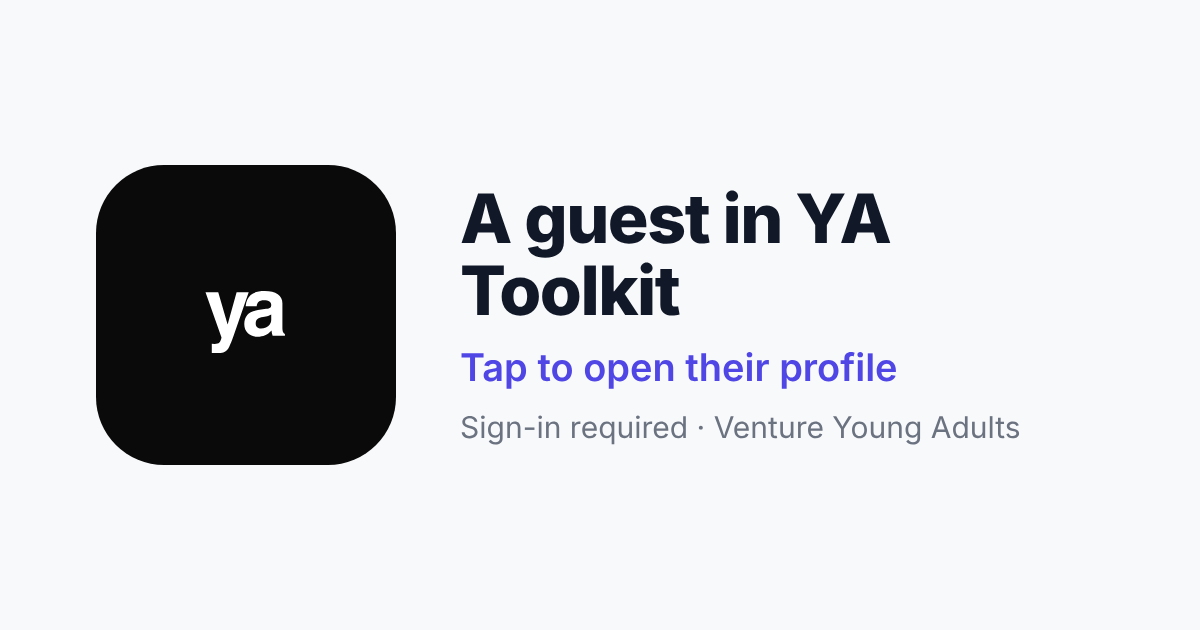 ya
A guest in YA
Toolkit
Tap to open their profile
Sign-in required · Venture Young Adults